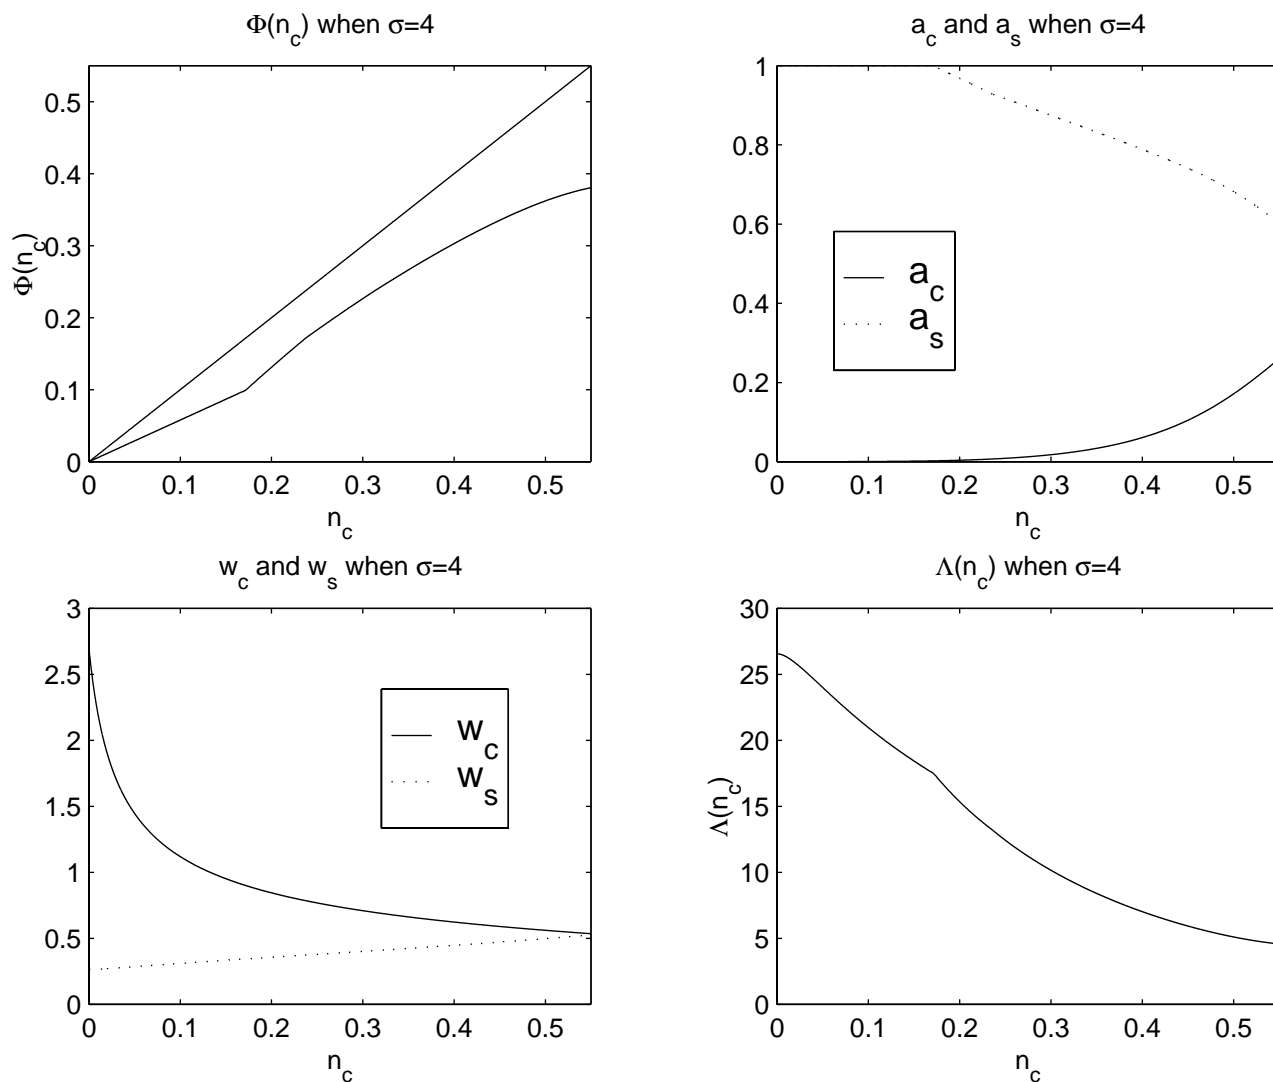 Φ(n_c) when σ=4
Φ(n_c)
0.5
0.4
0.3
0.2
0.1
0
0 0.1 0.2 0.3 0.4 0.5
n_c
a_c and a_s when σ=4
1
0.8
0.6
0.4
0.2
0
a_c
a_s
0 0.1 0.2 0.3 0.4 0.5
n_c
w_c and w_s when σ=4
3
2.5
2
1.5
1
0.5
0
w_c
w_s
0 0.1 0.2 0.3 0.4 0.5
n_c
Λ(n_c) when σ=4
Λ(n_c)
30
25
20
15
10
5
0
0 0.1 0.2 0.3 0.4 0.5
n_c